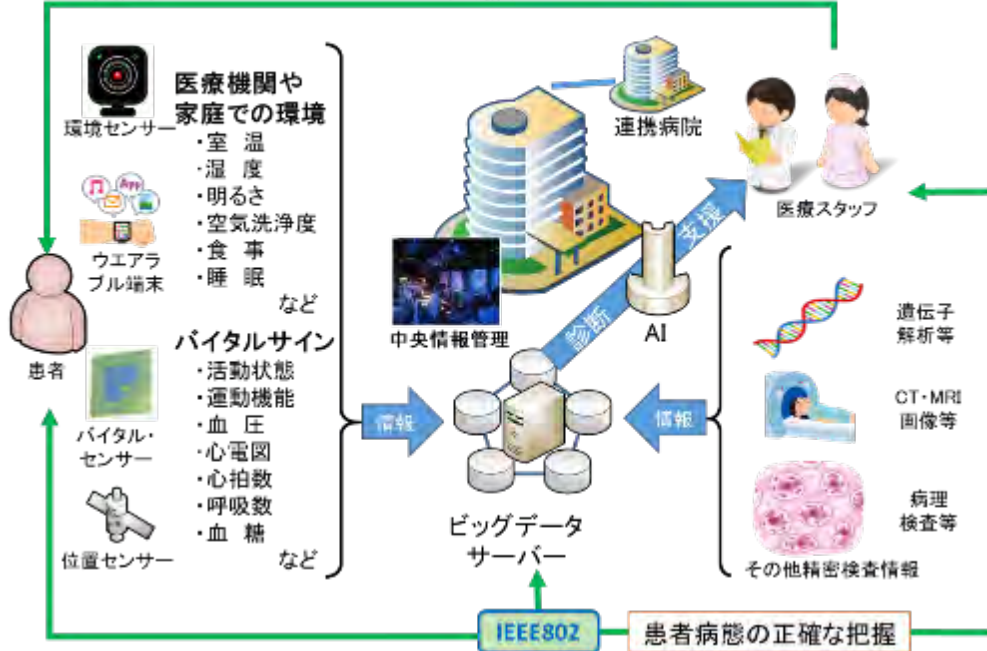 環境センサー
医療機関や
家庭での環境
・室 温
・湿 度
・明るさ
・空気洗浄度
・食 事
・睡 眠
など
App
ウエアラ
ブル端末
患者
バイタルサイン
・活動状態
・運動機能
・血 圧
・心電図
・心拍数
・呼吸数
・血 糖
など
バイタル・
センサー
位置センサー
情報
連携病院
中央情報管理
医療スタッフ
支援
診断
AI
ビッグデータ
サーバー
情報
遺伝子
解析等
CT・MRI
画像等
病理
検査等
その他精密検査情報
IEEE802
患者病態の正確な把握